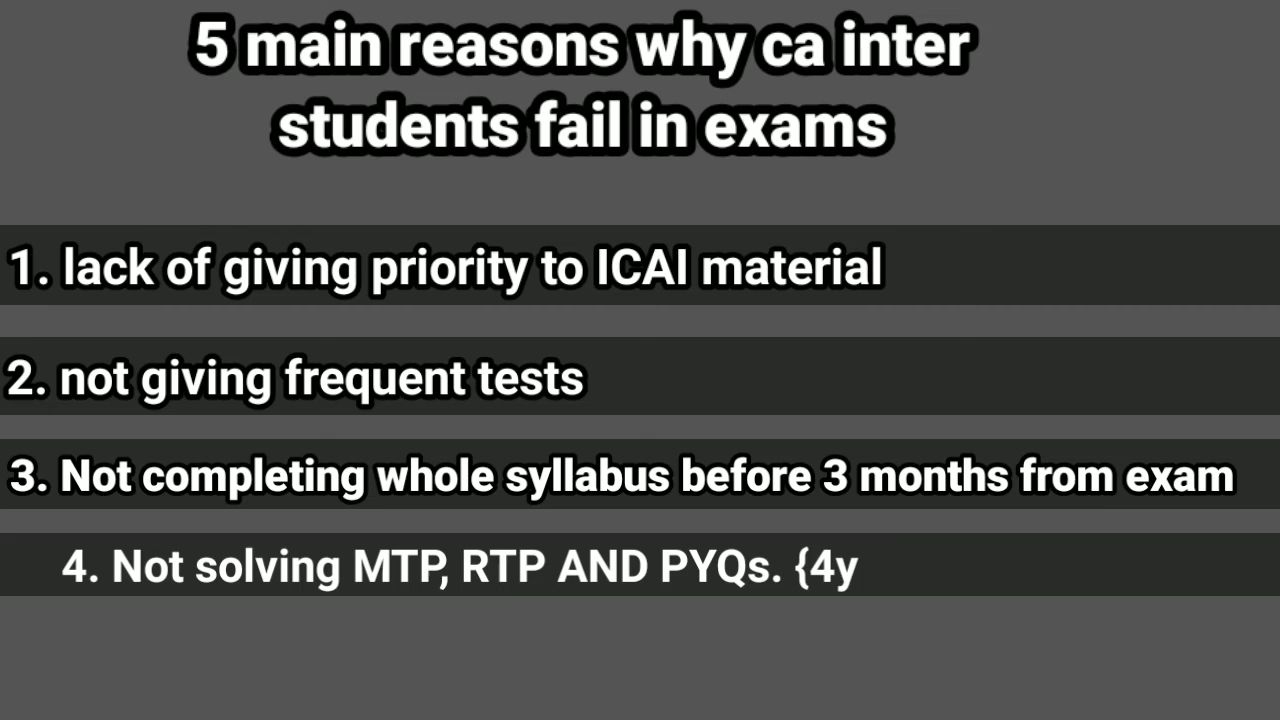 5 main reasons why ca inter
students fail in exams
1. lack of giving priority to ICAI material
2. not giving frequent tests
3. Not completing whole syllabus before 3 months from exam
4. Not solving MTP, RTP AND PYQs. {4y